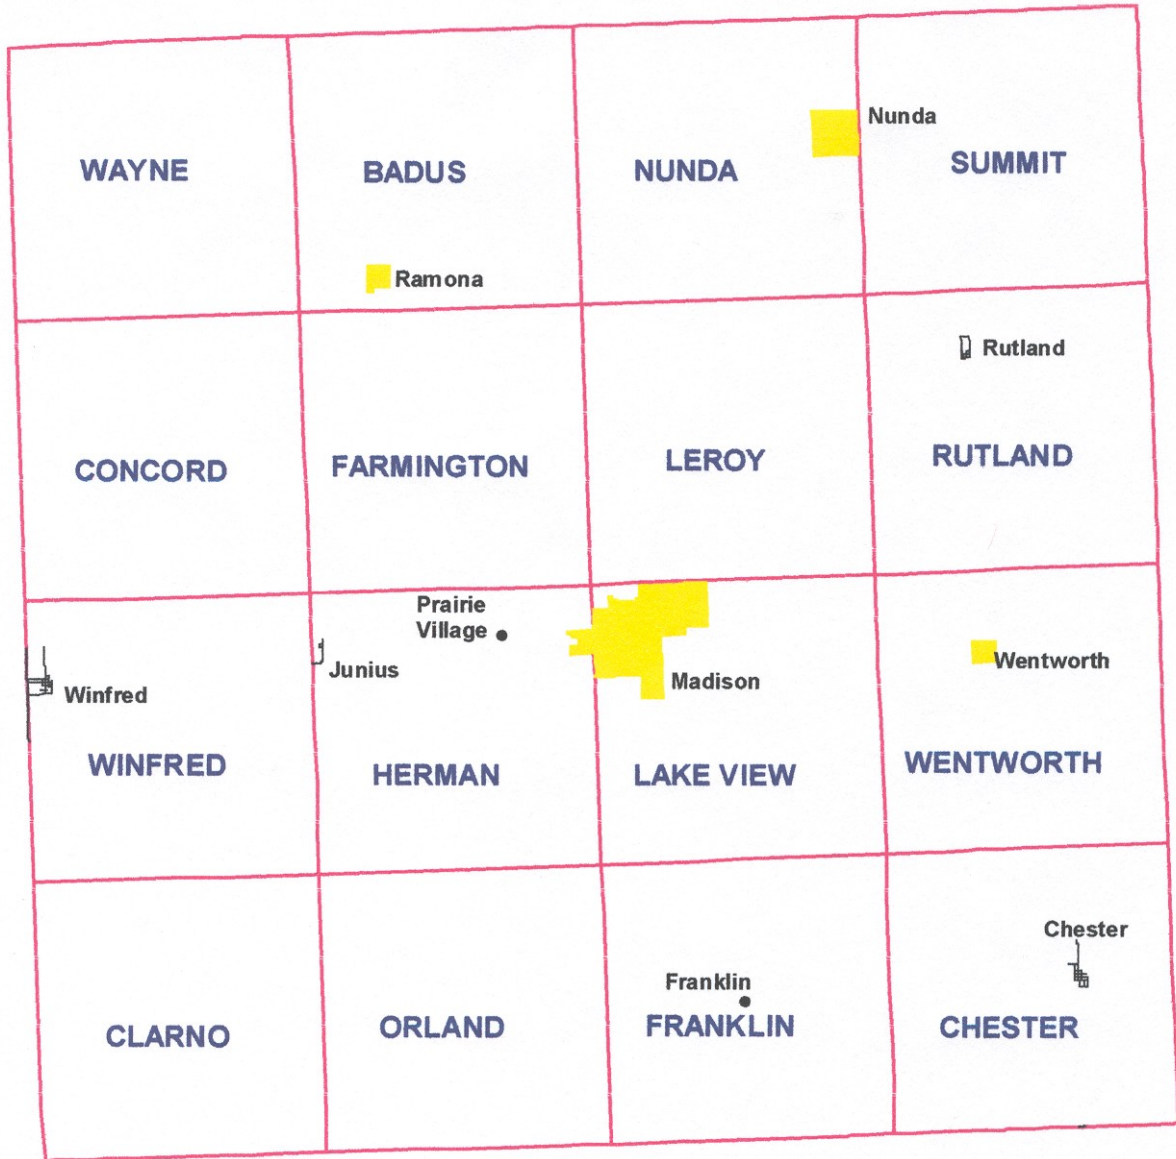 Nunda
WAYNE
BADUS
NUNDA
SUMMIT
Ramona
Rutland
CONCORD
FARMINGTON
LEROY
RUTLAND
Prairie
Village
Junius
Winfred
Madison
Wentworth
WINFRED
HERMAN
LAKE VIEW
WENTWORTH
Chester
Franklin
CLARNO
ORLAND
FRANKLIN
CHESTER